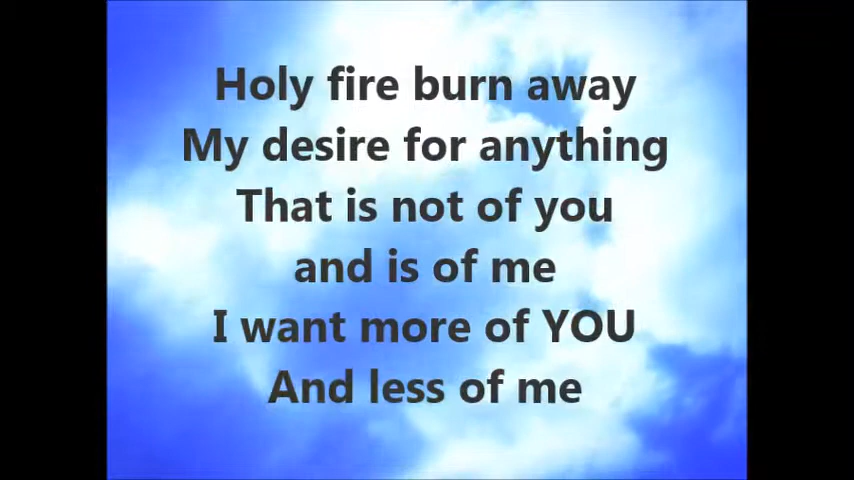 Holy fire burn away
My desire for anything
That is not of you
and is of me
I want more of YOU
And less of me